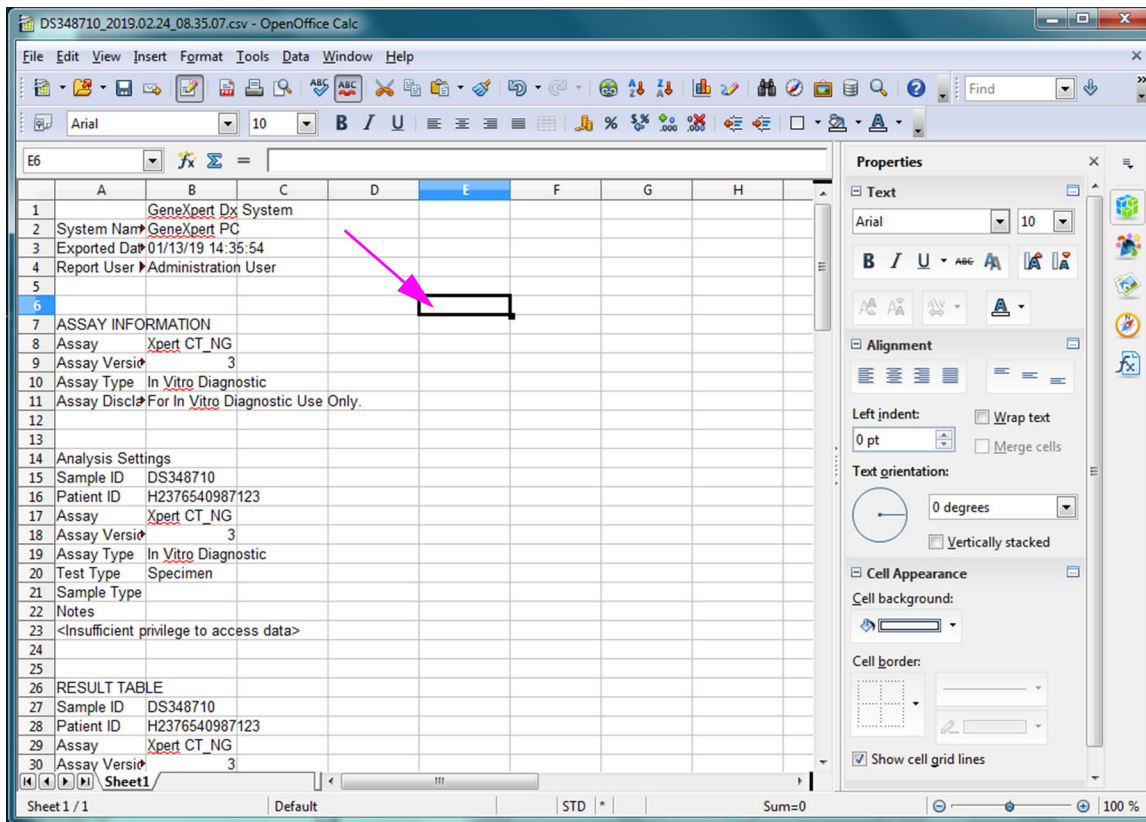 DS348710_2019.02.24_08.35.07.csv - OpenOffice Calc
File Edit View Insert Format Tools Data Window Help
Find
Arial 10
E6
A B C D E F G H
1 GeneXpert Dx System
2 System Nam GeneXpert PC
3 Exported Dat 01/13/19 14:35:54
4 Report User Administration User
5
6
7 ASSAY INFORMATION
8 Assay Xpert CT_NG
9 Assay Versio 3
10 Assay Type In Vitro Diagnostic
11 Assay Discla For In Vitro Diagnostic Use Only.
12
13
14 Analysis Settings
15 Sample ID DS348710
16 Patient ID H2376540987123
17 Assay Xpert CT_NG
18 Assay Versio 3
19 Assay Type In Vitro Diagnostic
20 Test Type Specimen
21 Sample Type
22 Notes
23 <Insufficient privilege to access data>
24
25
26 RESULT TABLE
27 Sample ID DS348710
28 Patient ID H2376540987123
29 Assay Xpert CT_NG
30 Assay Versio 3
Sheet1
Sheet 1 / 1 Default STD * Sum=0 100 %
Properties
Text
Arial 10
Alignment
Left indent:
Wrap text
0 pt
Merge cells
Text orientation:
0 degrees
Vertically stacked
Cell Appearance
Cell background:
Cell border:
Show cell grid lines